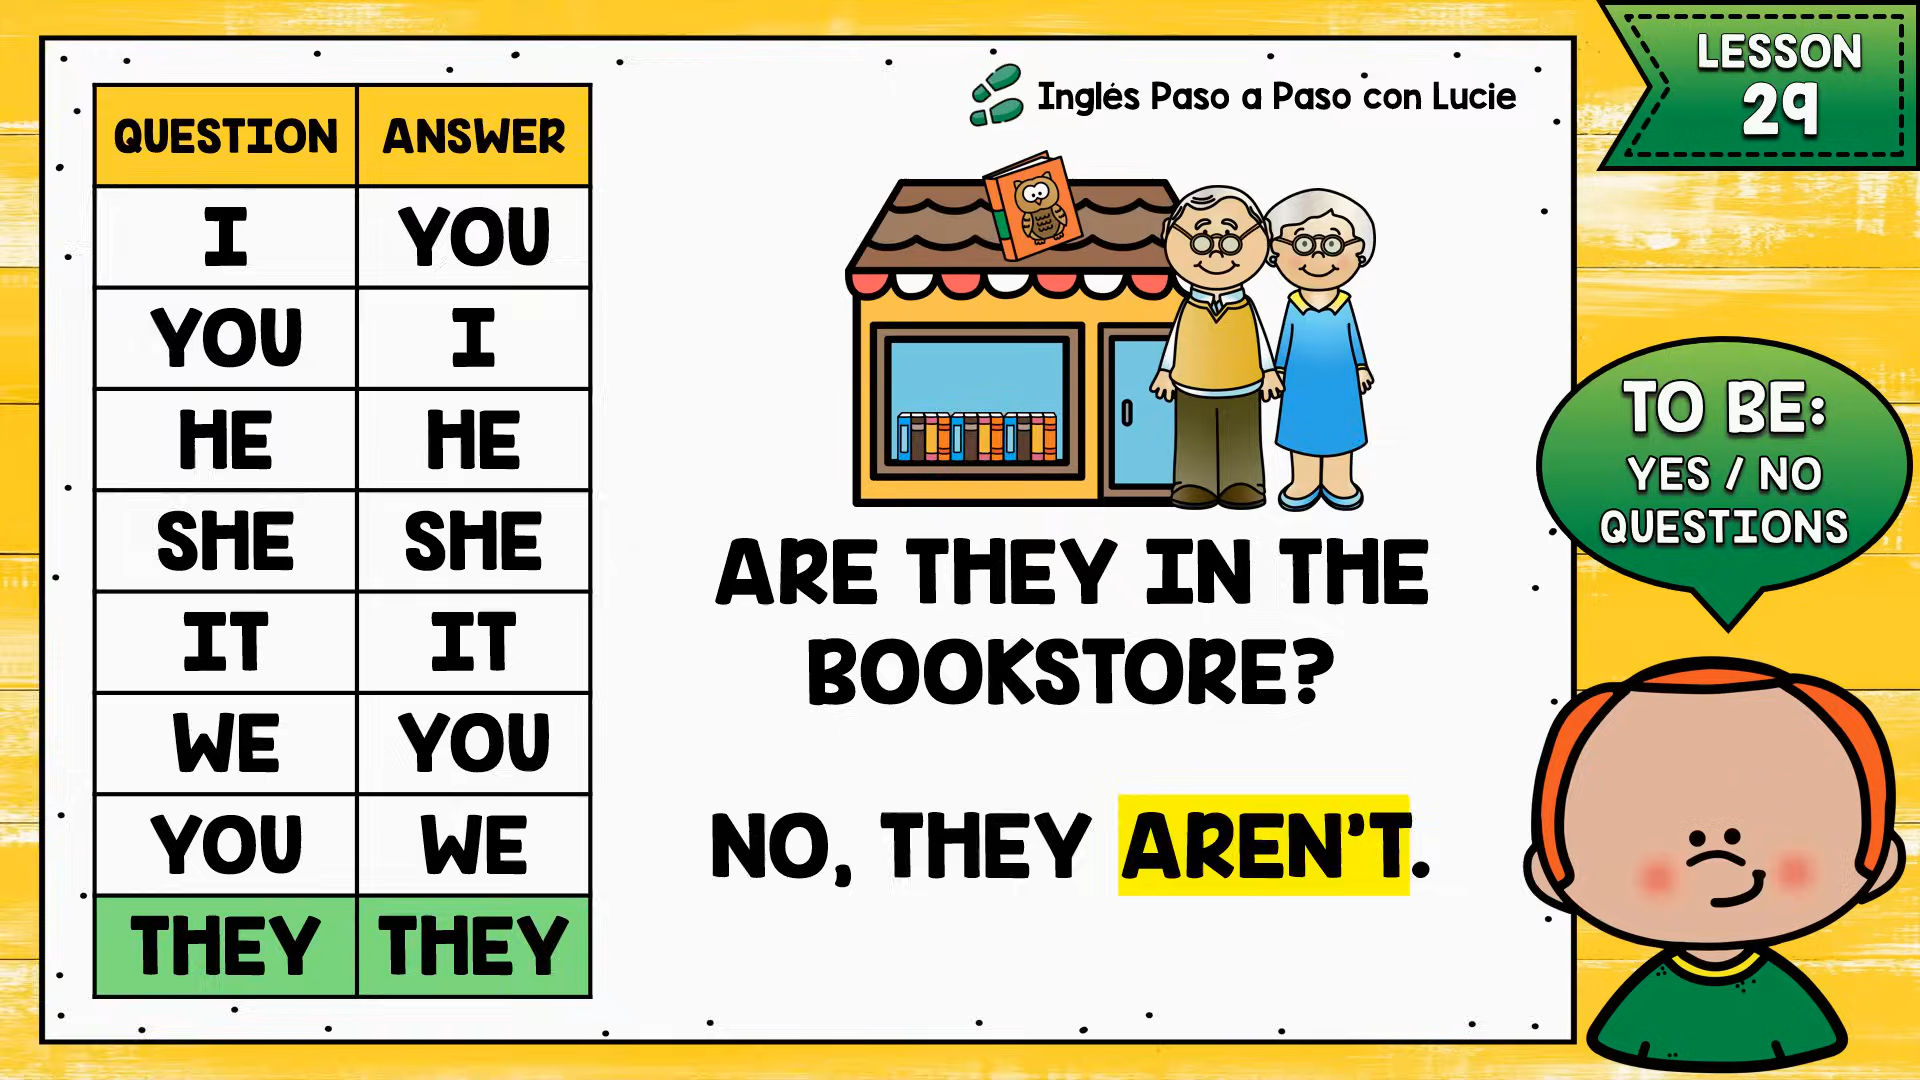 QUESTION ANSWER
I YOU
YOU I
HE HE
SHE SHE
IT IT
WE YOU
YOU WE
THEY THEY
Inglés Paso a Paso con Lucie
ARE THEY IN THE
BOOKSTORE?
NO, THEY AREN'T.
LESSON
29
TO BE:
YES / NO
QUESTIONS